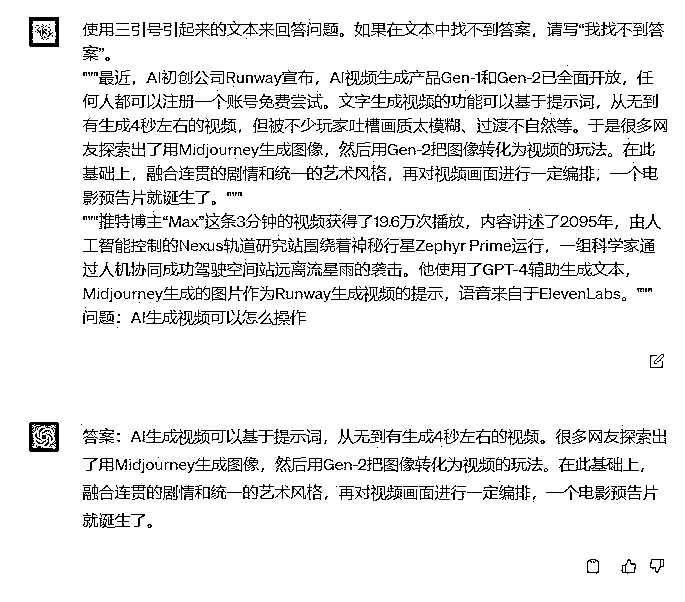 使用三引号引起来的文本来回答问题。如果在文本中找不到答案，请写“我找不到答
案”。
"""最近，AI初创公司Runway宣布，AI视频生成产品Gen-1和Gen-2已全面开放，任
何人都可以注册一个账号免费尝试。文字生成视频的功能可以基于提示词，从无到
有生成4秒左右的视频，但被不少玩家吐槽画质太模糊、过渡不自然等。于是很多网
友探索出了用Midjourney生成图像，然后用Gen-2把图像转化为视频的玩法。在此
基础上，融合连贯的剧情和统一的艺术风格，再对视频画面进行一定编排，一个电
影预告片就诞生了。"""
"""推特博主“Max”这条3分钟的视频获得了19.6万次播放，内容讲述了2095年，由人
工智能控制的Nexus轨道研究站围绕着神秘行星Zephyr Prime运行，一组科学家通
过人机协同成功驾驶空间站远离流星雨的袭击。他使用了GPT-4辅助生成文本，
Midjourney生成的图片作为Runway生成视频的提示，语音来自于ElevenLabs。"""
问题：AI生成视频可以怎么操作
答案：AI生成视频可以基于提示词，从无到有生成4秒左右的视频。很多网友探索出
了用Midjourney生成图像，然后用Gen-2把图像转化为视频的玩法。在此基础上，
融合连贯的剧情和统一的艺术风格，再对视频画面进行一定编排，一个电影预告片
就诞生了。